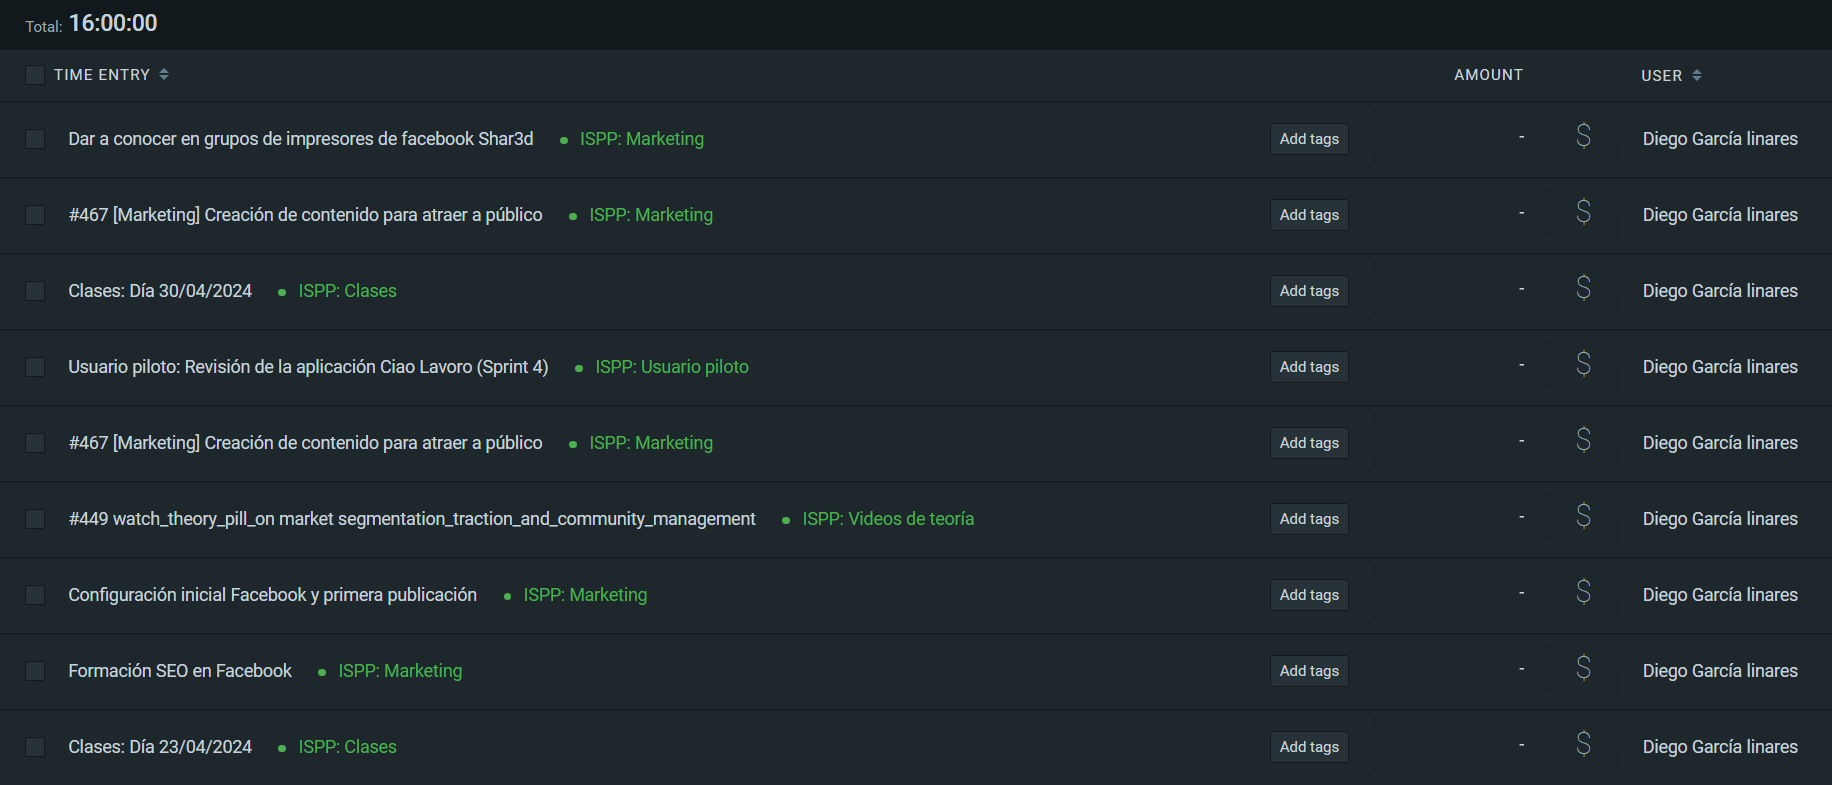 Total: 16:00:00
TIME ENTRY AMOUNT USER
Dar a conocer en grupos de impresores de facebook Shar3d ISPP: Marketing Add tags - $ Diego García linares
#467 [Marketing] Creación de contenido para atraer a público ISPP: Marketing Add tags - $ Diego García linares
Clases: Día 30/04/2024 ISPP: Clases Add tags - $ Diego García linares
Usuario piloto: Revisión de la aplicación Ciao Lavoro (Sprint 4) ISPP: Usuario piloto Add tags - $ Diego García linares
#467 [Marketing] Creación de contenido para atraer a público ISPP: Marketing Add tags - $ Diego García linares
#449 watch_theory_pill_on market segmentation_traction_and_community_management ISPP: Videos de teoría Add tags - $ Diego García linares
Configuración inicial Facebook y primera publicación ISPP: Marketing Add tags - $ Diego García linares
Formación SEO en Facebook ISPP: Marketing Add tags - $ Diego García linares
Clases: Día 23/04/2024 ISPP: Clases Add tags - $ Diego García linares